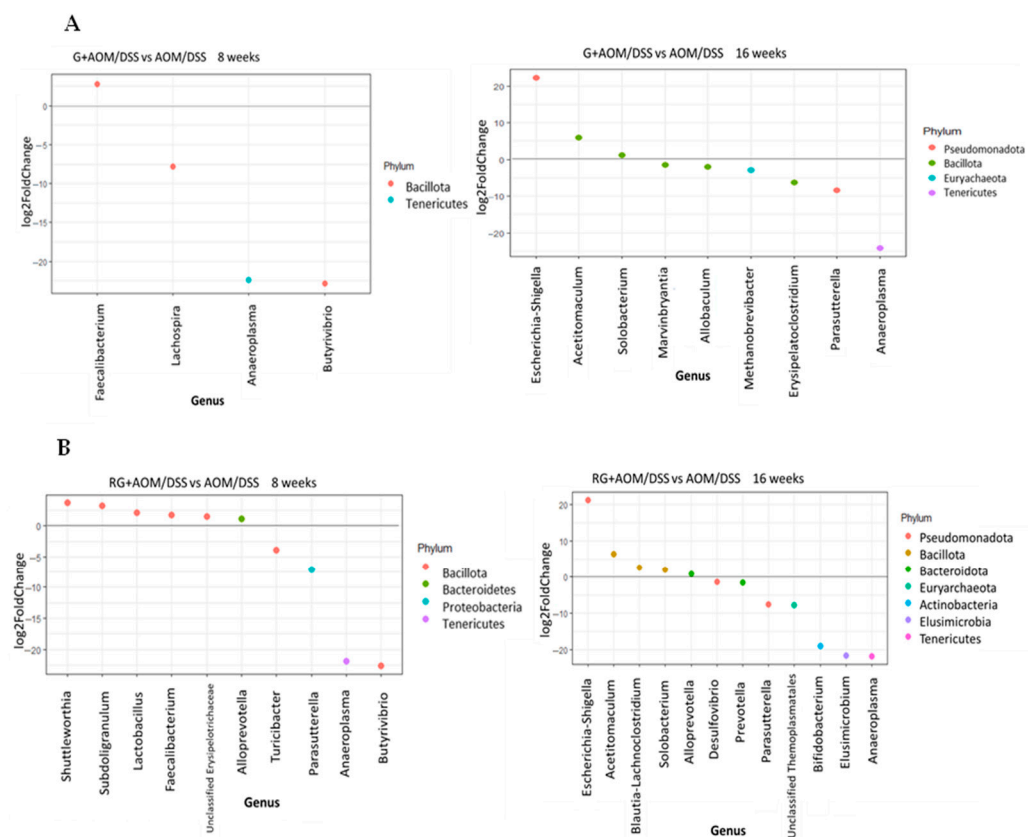 A
G+AOM/DSS vs AOM/DSS 8 weeks
log2FoldChange
0
−5
−10
−15
−20
Faecalibacterium
Lachospira
Anaeroplasma
Butyrivibrio
Genus
Phylum
Bacillota
Tenericutes
G+AOM/DSS vs AOM/DSS 16 weeks
log2FoldChange
20
10
0
−10
−20
Escherichia-Shigella
Acetitomaculum
Solobacterium
Marvinbryantia
Allobaculum
Methanobrevibacter
Erysipelatoclostridium
Parasutterella
Anaeroplasma
Genus
Phylum
Pseudomonadota
Bacillota
Euryachaeota
Tenericutes
B
RG+AOM/DSS vs AOM/DSS 8 weeks
log2FoldChange
0
−5
−10
−15
−20
Shuttleworthia
Subdoligranulum
Lactobacillus
Faecalibacterium
Unclassified Erysipelotrichaceae
Alloprevotella
Turicibacter
Parasutterella
Anaeroplasma
Butyrivibrio
Genus
Phylum
Bacillota
Bacteroidetes
Proteobacteria
Tenericutes
RG+AOM/DSS vs AOM/DSS 16 weeks
log2FoldChange
20
10
0
−10
−20
Escherichia-Shigella
Acetitomaculum
Blautia-Lachnoclostridium
Solobacterium
Alloprevotella
Desulfovibrio
Prevotella
Parasutterella
Unclassified Themoplasmatales
Bifidobacterium
Elusimicrobium
Anaeroplasma
Genus
Phylum
Pseudomonadota
Bacillota
Bacteroidota
Euryarchaeota
Actinobacteria
Elusimicrobia
Tenericutes